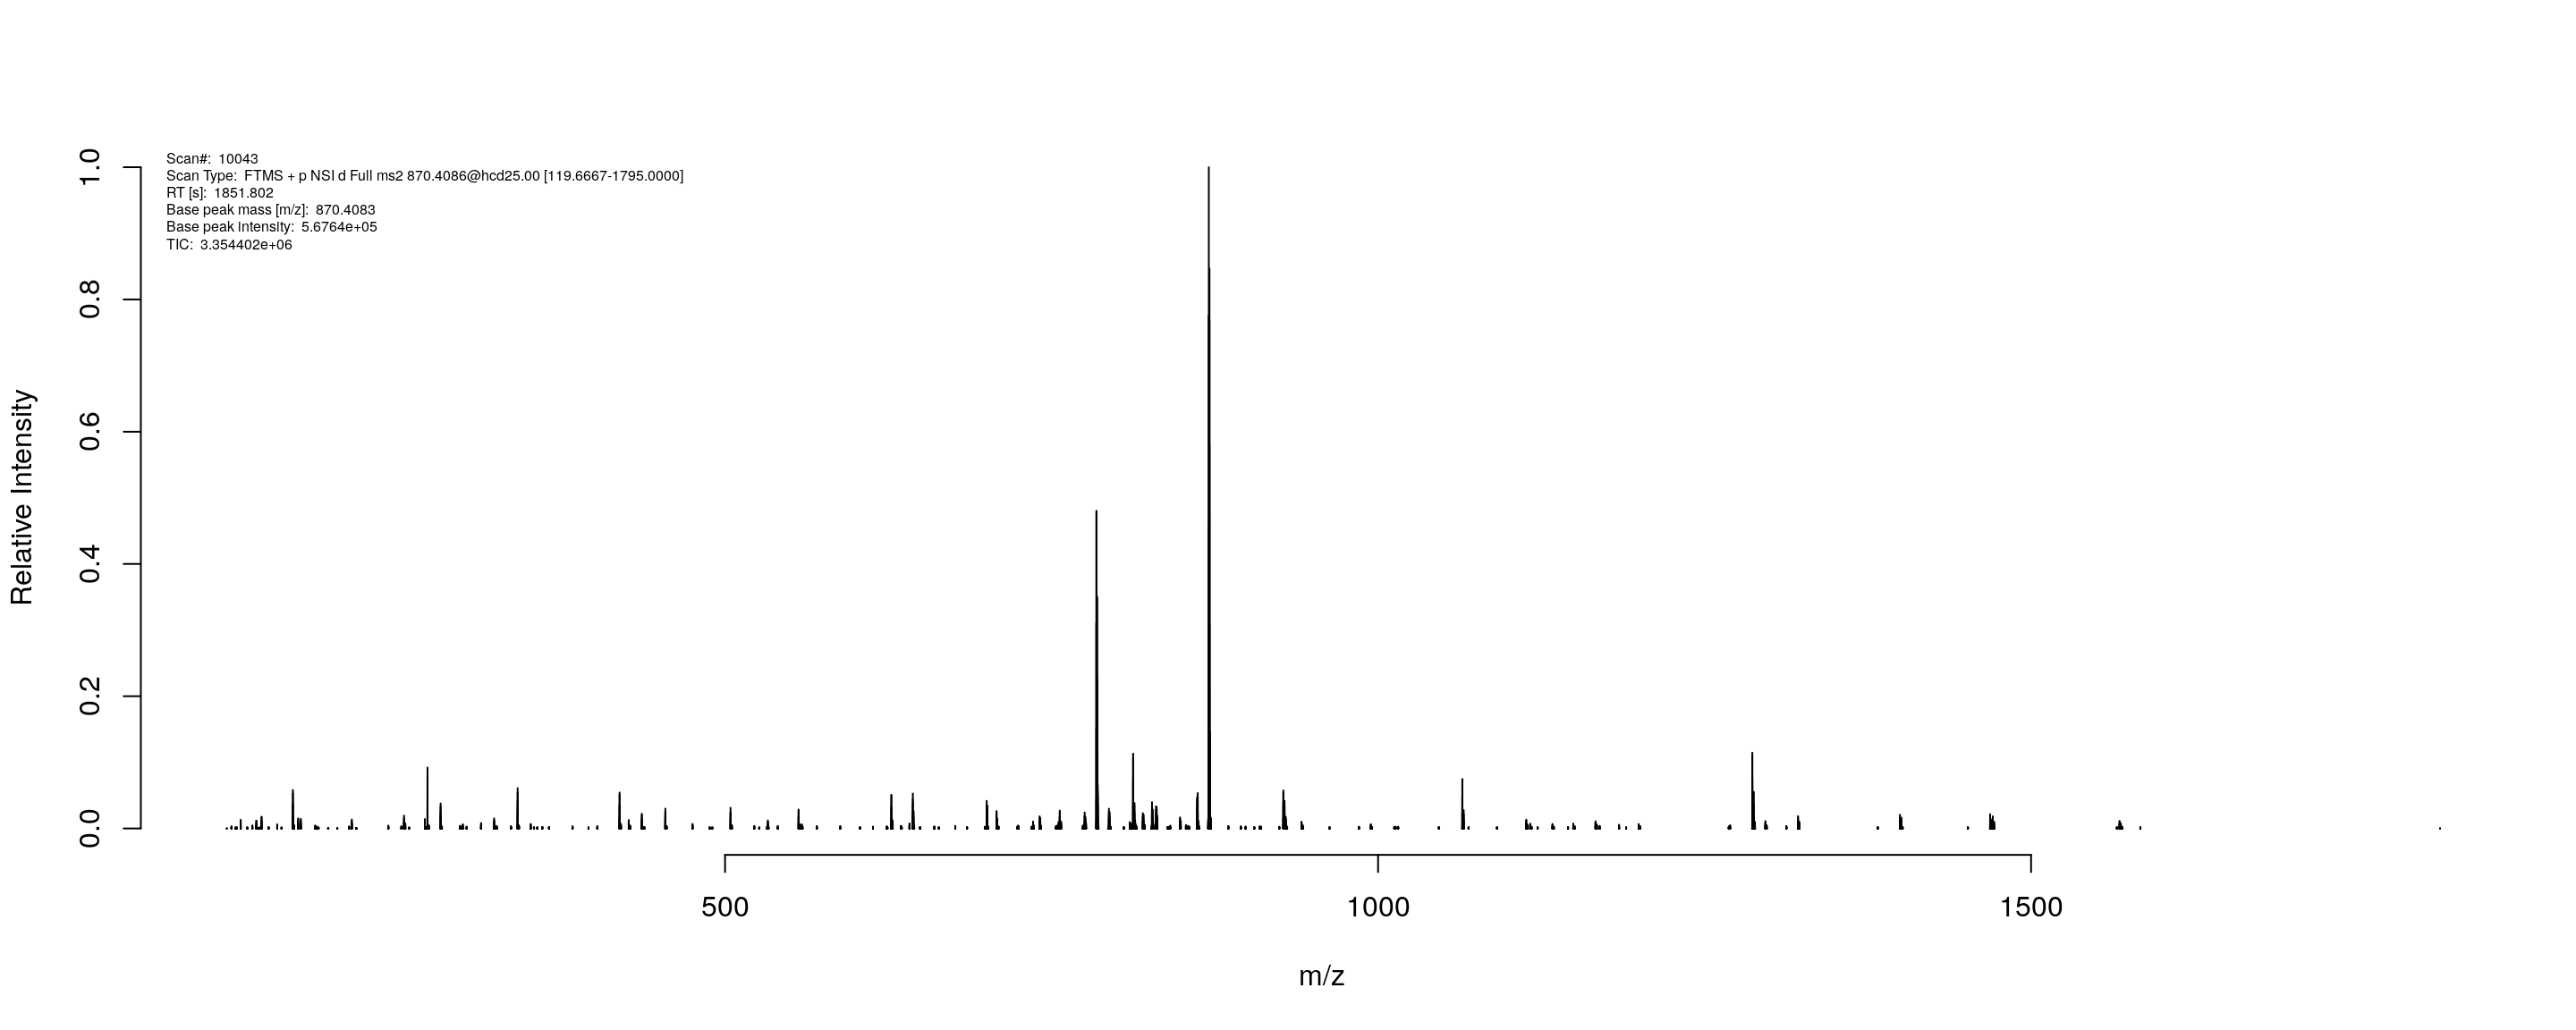 Scan#: 10043
Scan Type: FTMS + p NSI d Full ms2 870.4086@hcd25.00 [119.6667-1795.0000]
RT [s]: 1851.802
Base peak mass [m/z]: 870.4083
Base peak intensity: 5.6764e+05
TIC: 3.354402e+06
Relative Intensity
1.0
0.8
0.6
0.4
0.2
0.0
500 1000 1500
m/z